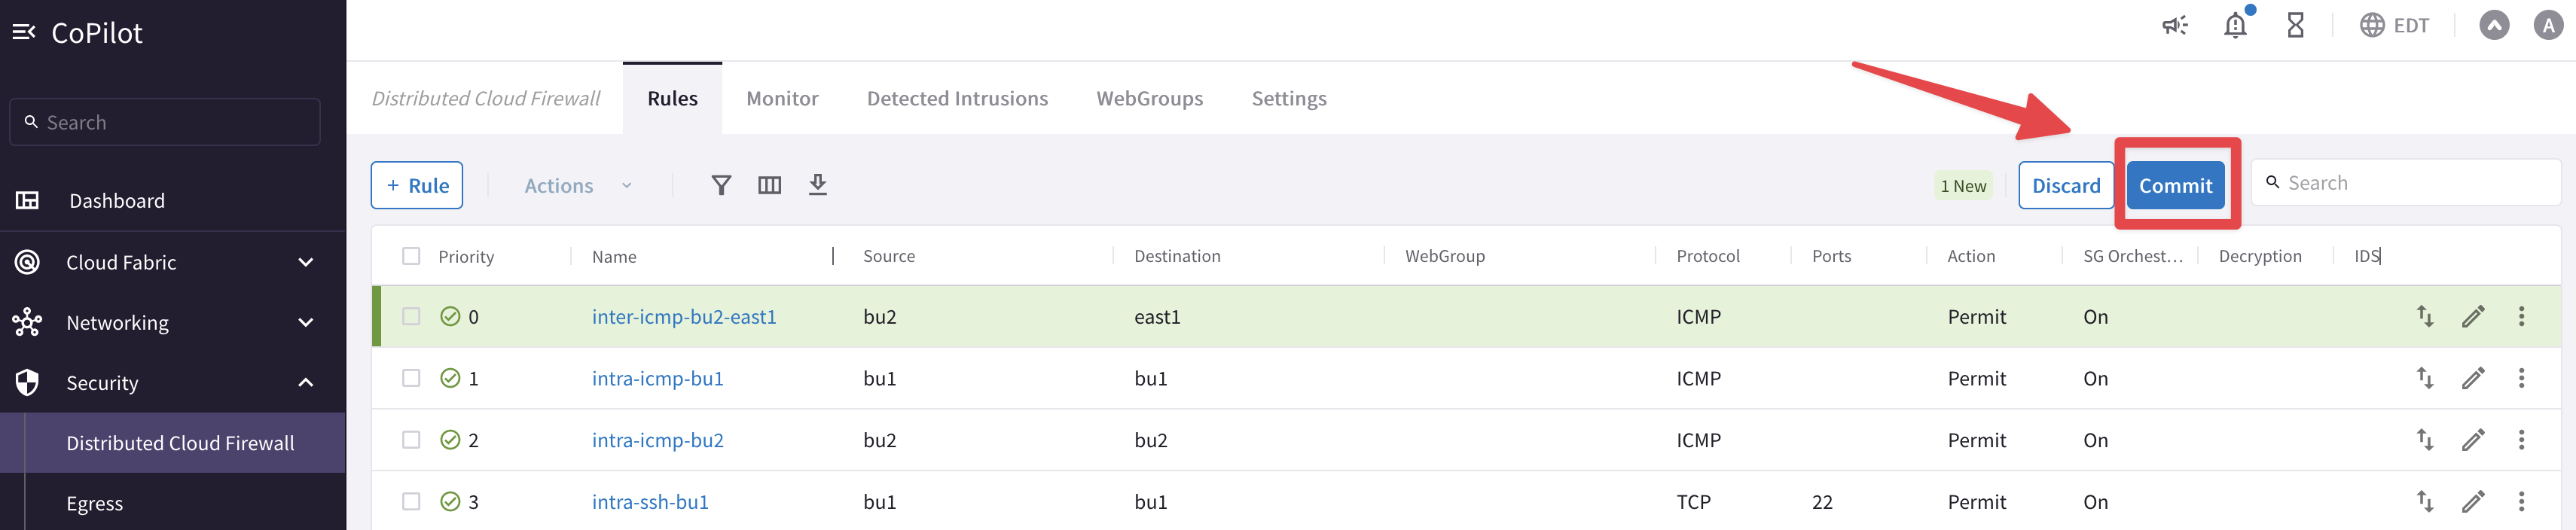 CoPilot
EDT
A
Search
Distributed Cloud Firewall Rules Monitor Detected Intrusions WebGroups Settings
+ Rule Actions 1 New Discard Commit Search
Dashboard
Cloud Fabric
Networking
Security
Distributed Cloud Firewall
Egress
Priority Name Source Destination WebGroup Protocol Ports Action SG Orchest... Decryption IDS
0 inter-icmp-bu2-east1 bu2 east1 ICMP Permit On
1 intra-icmp-bu1 bu1 bu1 ICMP Permit On
2 intra-icmp-bu2 bu2 bu2 ICMP Permit On
3 intra-ssh-bu1 bu1 bu1 TCP 22 Permit On